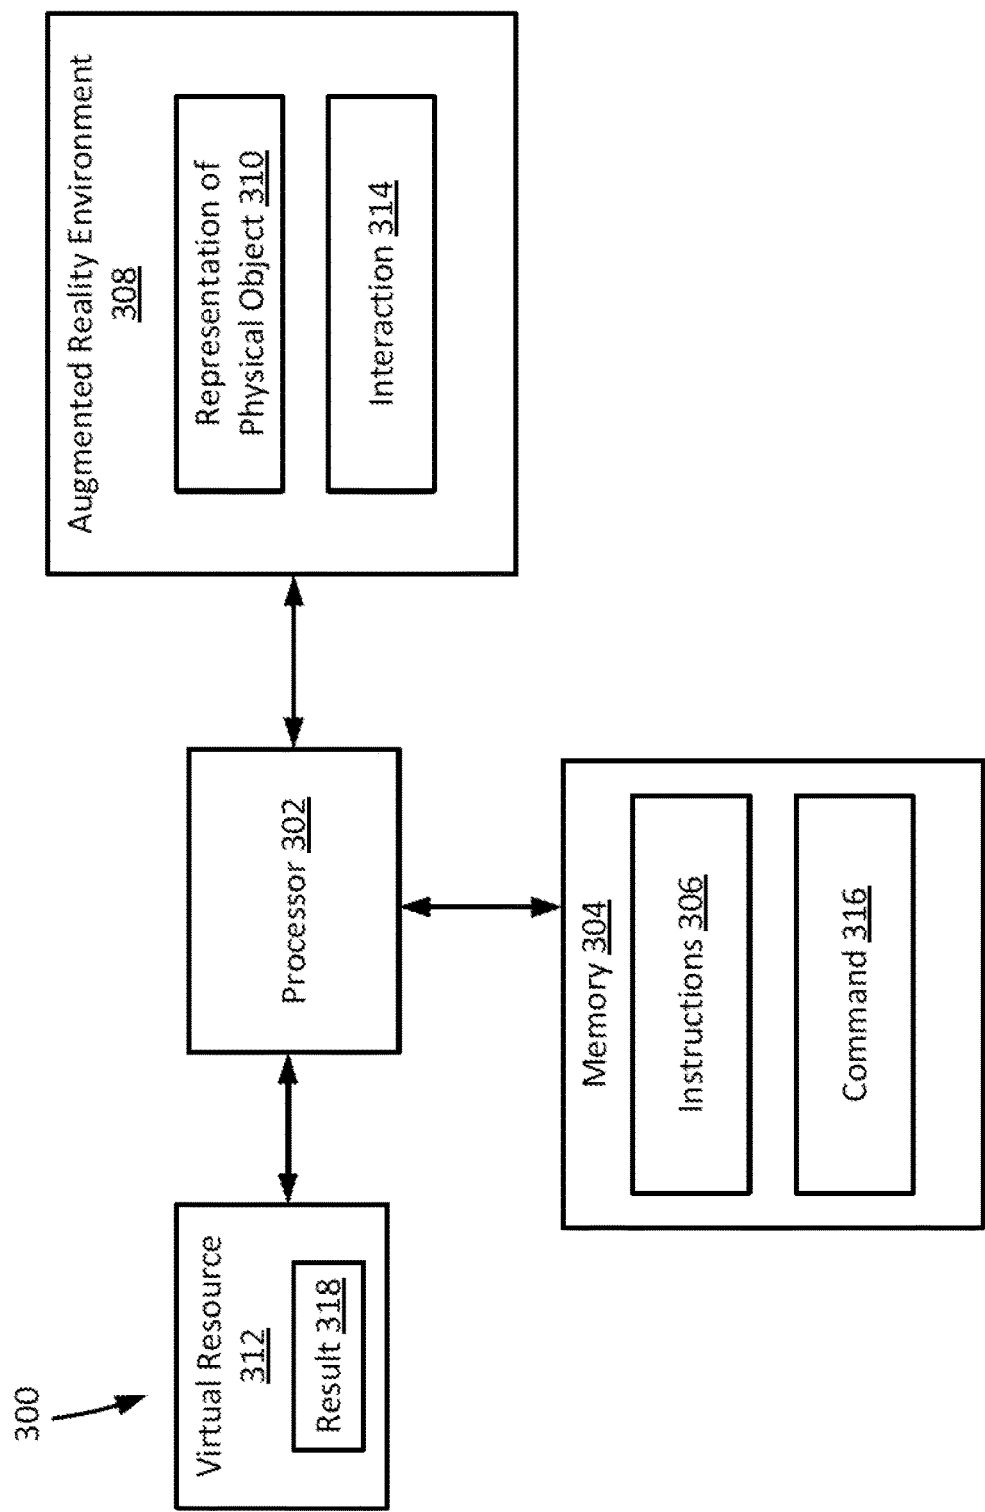 300
Virtual Resource
312
Result 318
Processor 302
Memory 304
Instructions 306
Command 316
Augmented Reality Environment
308
Representation of
Physical Object 310
Interaction 314